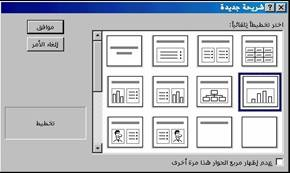 شريحة جديدة
اختر تخطيطا تلقائيا:
موافق
إلغاء الأمر
تخطيط
عدم إظهار مربع الحوار هذا مرة أخرى